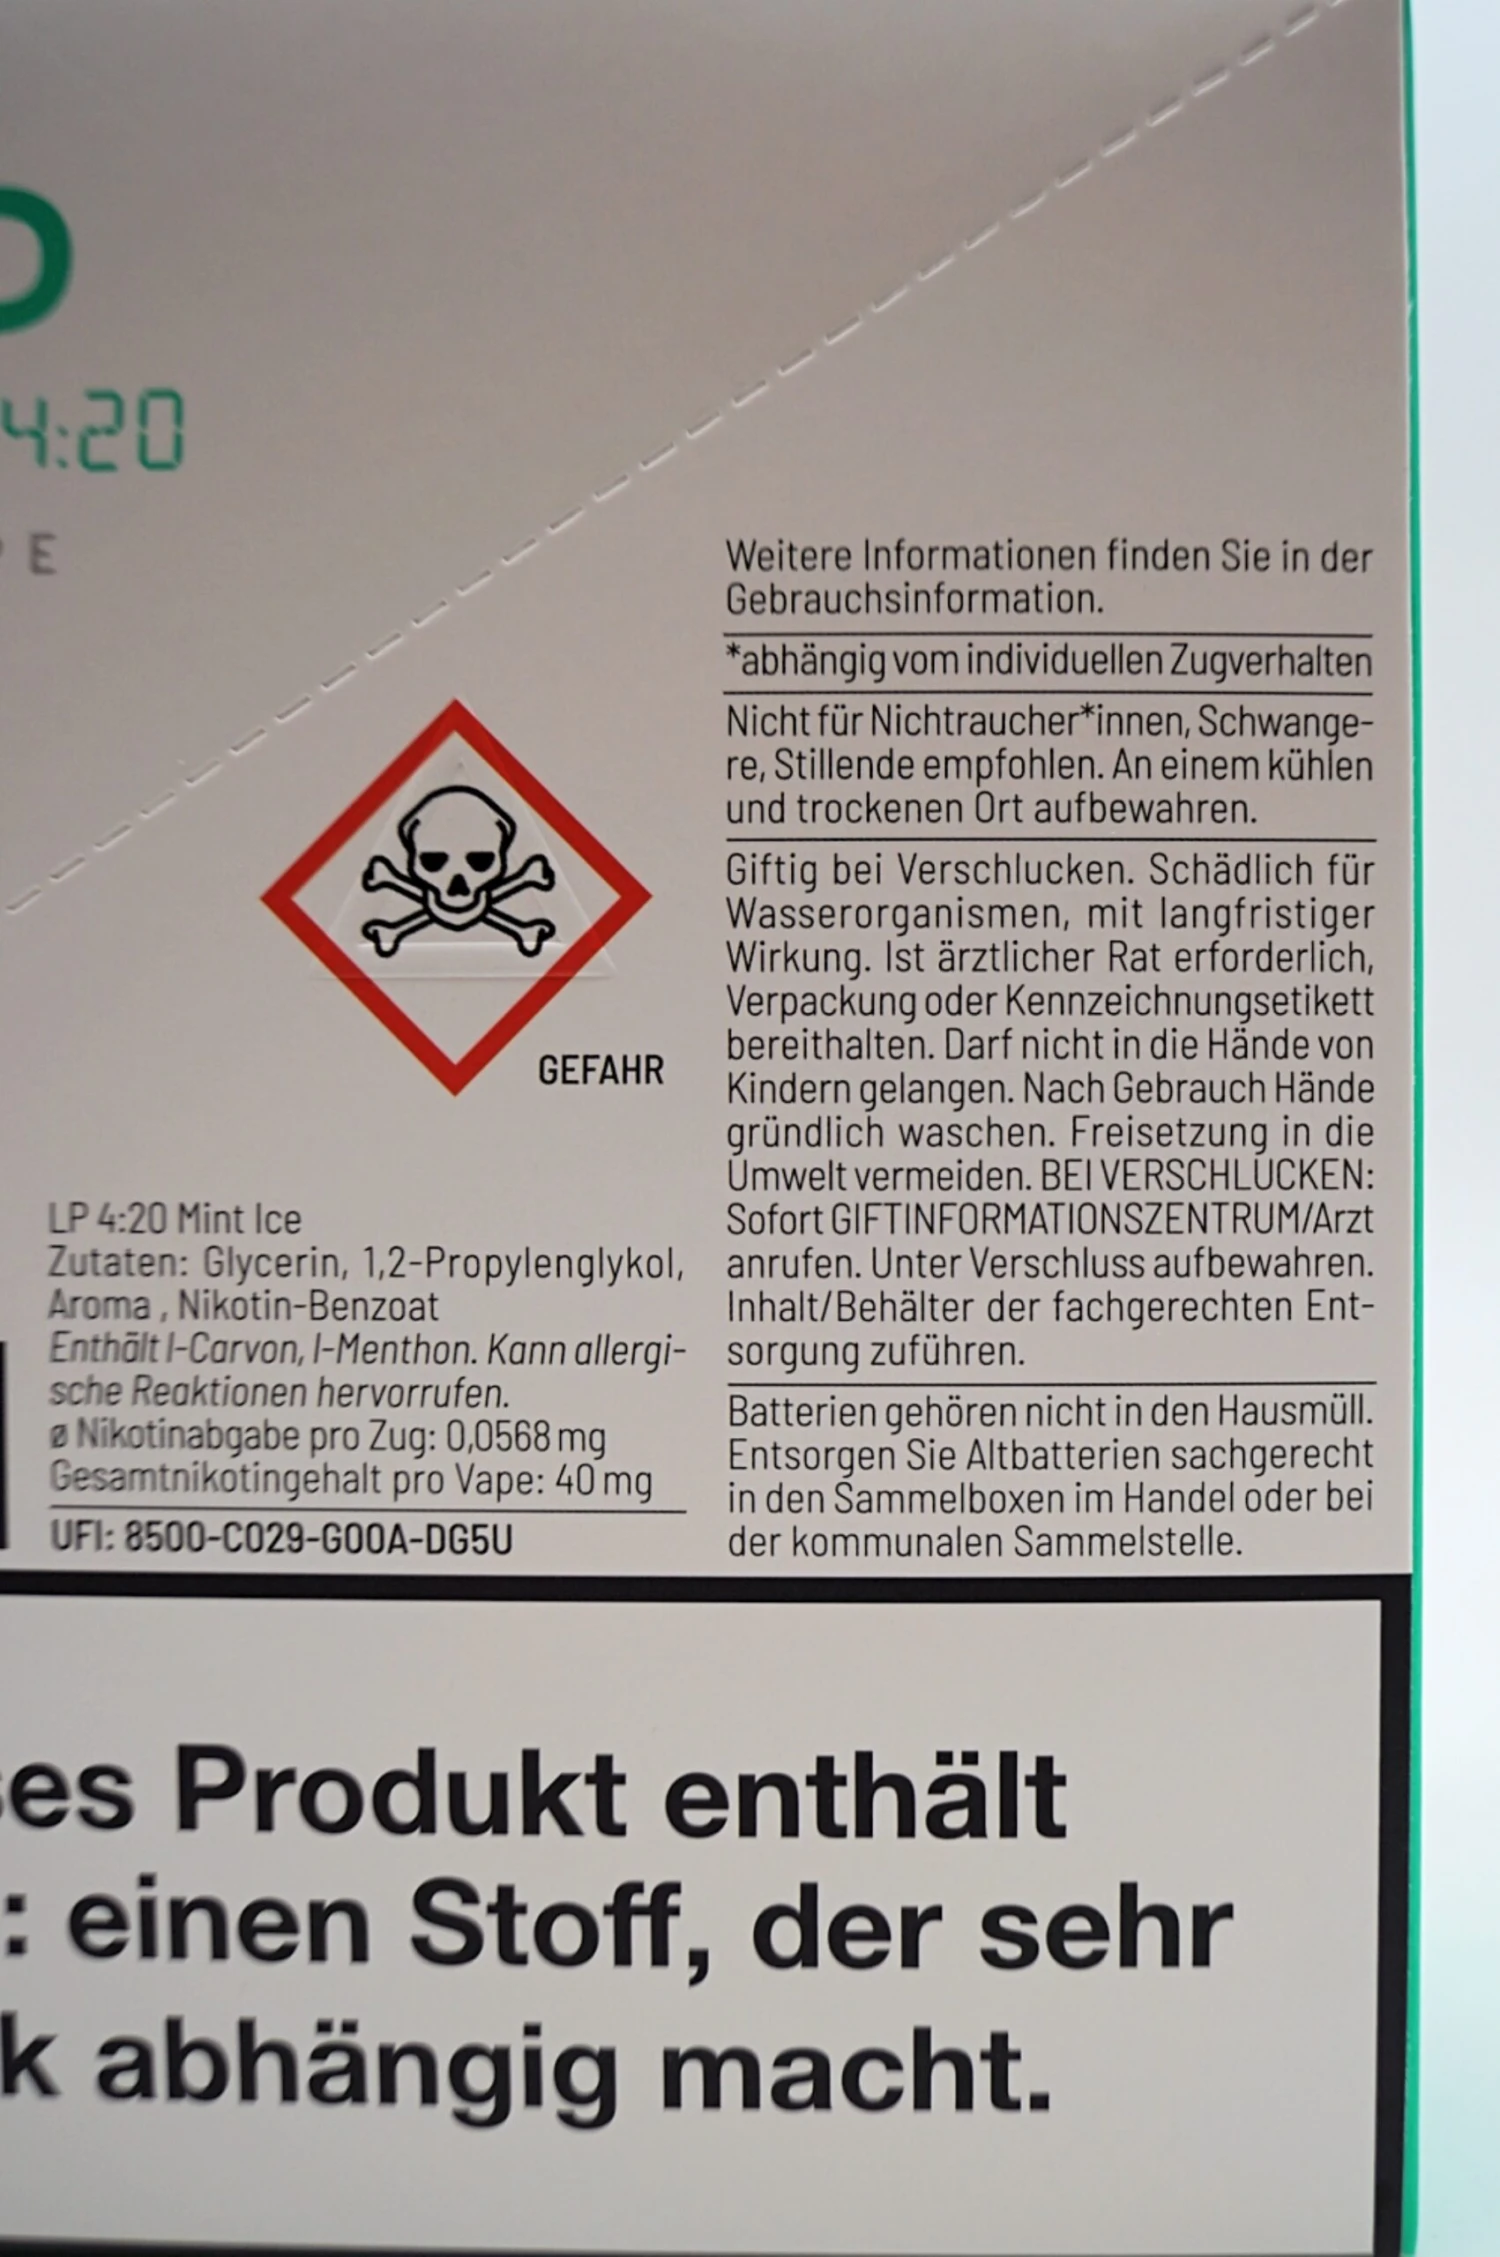 4:20
E
Weitere Informationen finden Sie in der
Gebrauchsinformation.
*abhängig vom individuellen Zugverhalten
Nicht für Nichtraucher*innen, Schwange-
re, Stillende empfohlen. An einem kühlen
und trockenen Ort aufbewahren.
Giftig bei Verschlucken. Schädlich für
Wasserorganismen, mit langfristiger
Wirkung. Ist ärztlicher Rat erforderlich,
Verpackung oder Kennzeichnungsetikett
bereithalten. Darf nicht in die Hände von
Kindern gelangen. Nach Gebrauch Hände
gründlich waschen. Freisetzung in die
Umwelt vermeiden. BEI VERSCHLUCKEN:
Sofort GIFTINFORMATIONSZENTRUM/Arzt
anrufen. Unter Verschluss aufbewahren.
Inhalt/Behälter der fachgerechten Ent-
sorgung zuführen.
Batterien gehören nicht in den Hausmüll.
Entsorgen Sie Altbatterien sachgerecht
in den Sammelboxen im Handel oder bei
der kommunalen Sammelstelle.
GEFAHR
LP 4:20 Mint Ice
Zutaten: Glycerin, 1,2-Propylenglykol,
Aroma , Nikotin-Benzoat
Enthält l-Carvon, l-Menthon. Kann allergi-
sche Reaktionen hervorrufen.
ø Nikotinabgabe pro Zug: 0,0568 mg
Gesamtnikotingehalt pro Vape: 40 mg
UFI: 8500-C029-G00A-DG5U
es Produkt enthält
: einen Stoff, der sehr
k abhängig macht.